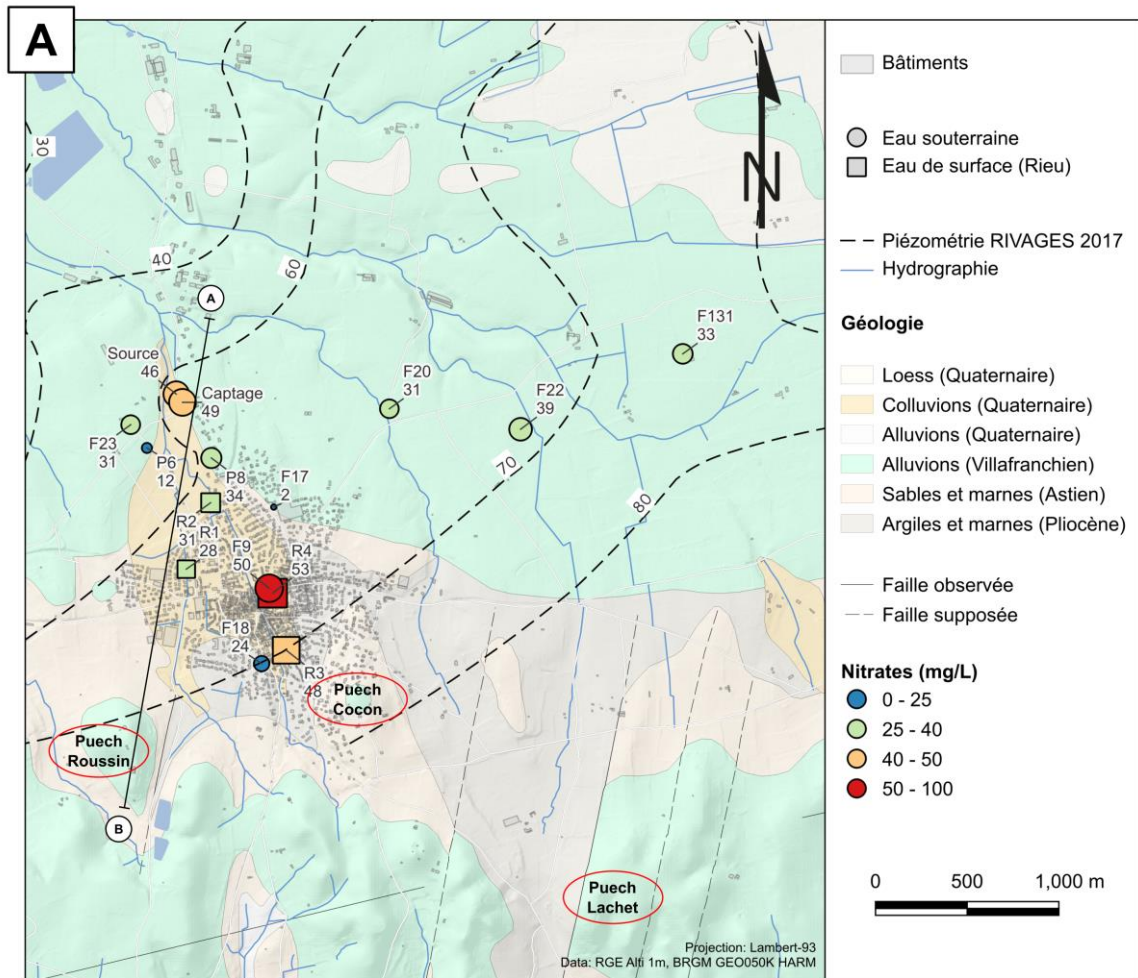 A
N
30
40
60
70
80
A
B
Source
46
Captage
49
F23
31
P6
12
P8
34
F17
2
F20
31
F22
39
F131
33
R2
31
R1
28
F9
50
R4
53
F18
24
R3
48
Puech
Cocon
Puech
Roussin
Puech
Lachet
Projection: Lambert-93
Data: RGE Alti 1m, BRGM GEO050K HARM
Bâtiments
Eau souterraine
Eau de surface (Rieu)
Piézométrie RIVAGES 2017
Hydrographie
Géologie
Loess (Quaternaire)
Colluvions (Quaternaire)
Alluvions (Quaternaire)
Alluvions (Villafranchien)
Sables et marnes (Astien)
Argiles et marnes (Pliocène)
Faille observée
Faille supposée
Nitrates (mg/L)
0 - 25
25 - 40
40 - 50
50 - 100
0 500 1,000 m